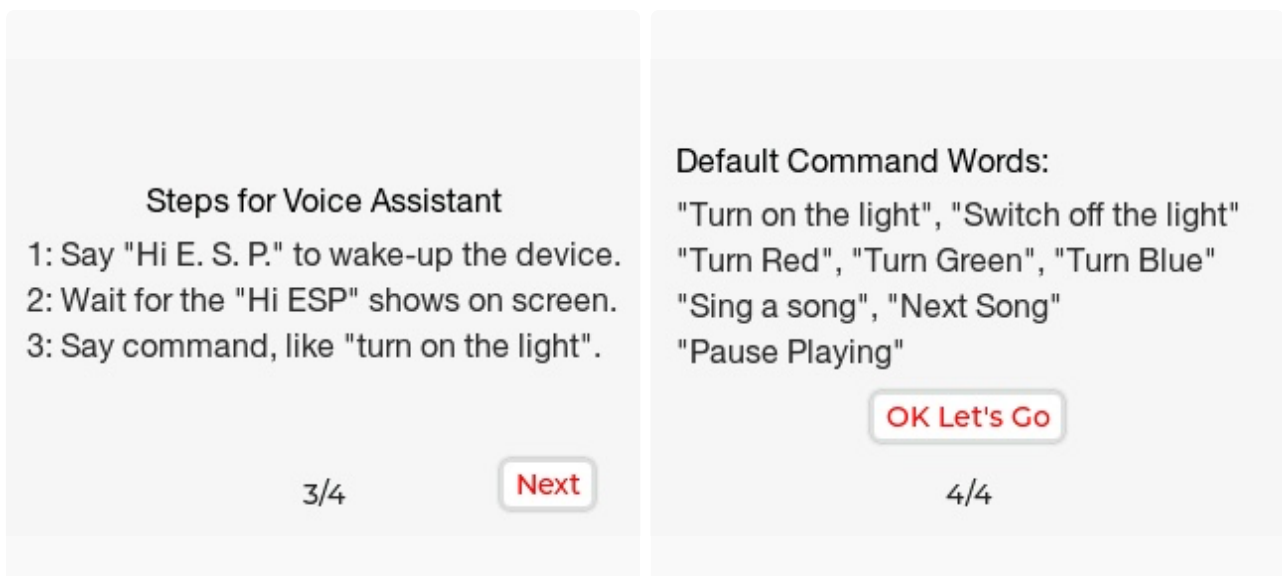 Steps for Voice Assistant
1: Say "Hi E. S. P." to wake-up the device.
2: Wait for the "Hi ESP" shows on screen.
3: Say command, like "turn on the light".
Next
3/4
Default Command Words:
"Turn on the light", "Switch off the light"
"Turn Red", "Turn Green", "Turn Blue"
"Sing a song", "Next Song"
"Pause Playing"
OK Let's Go
4/4